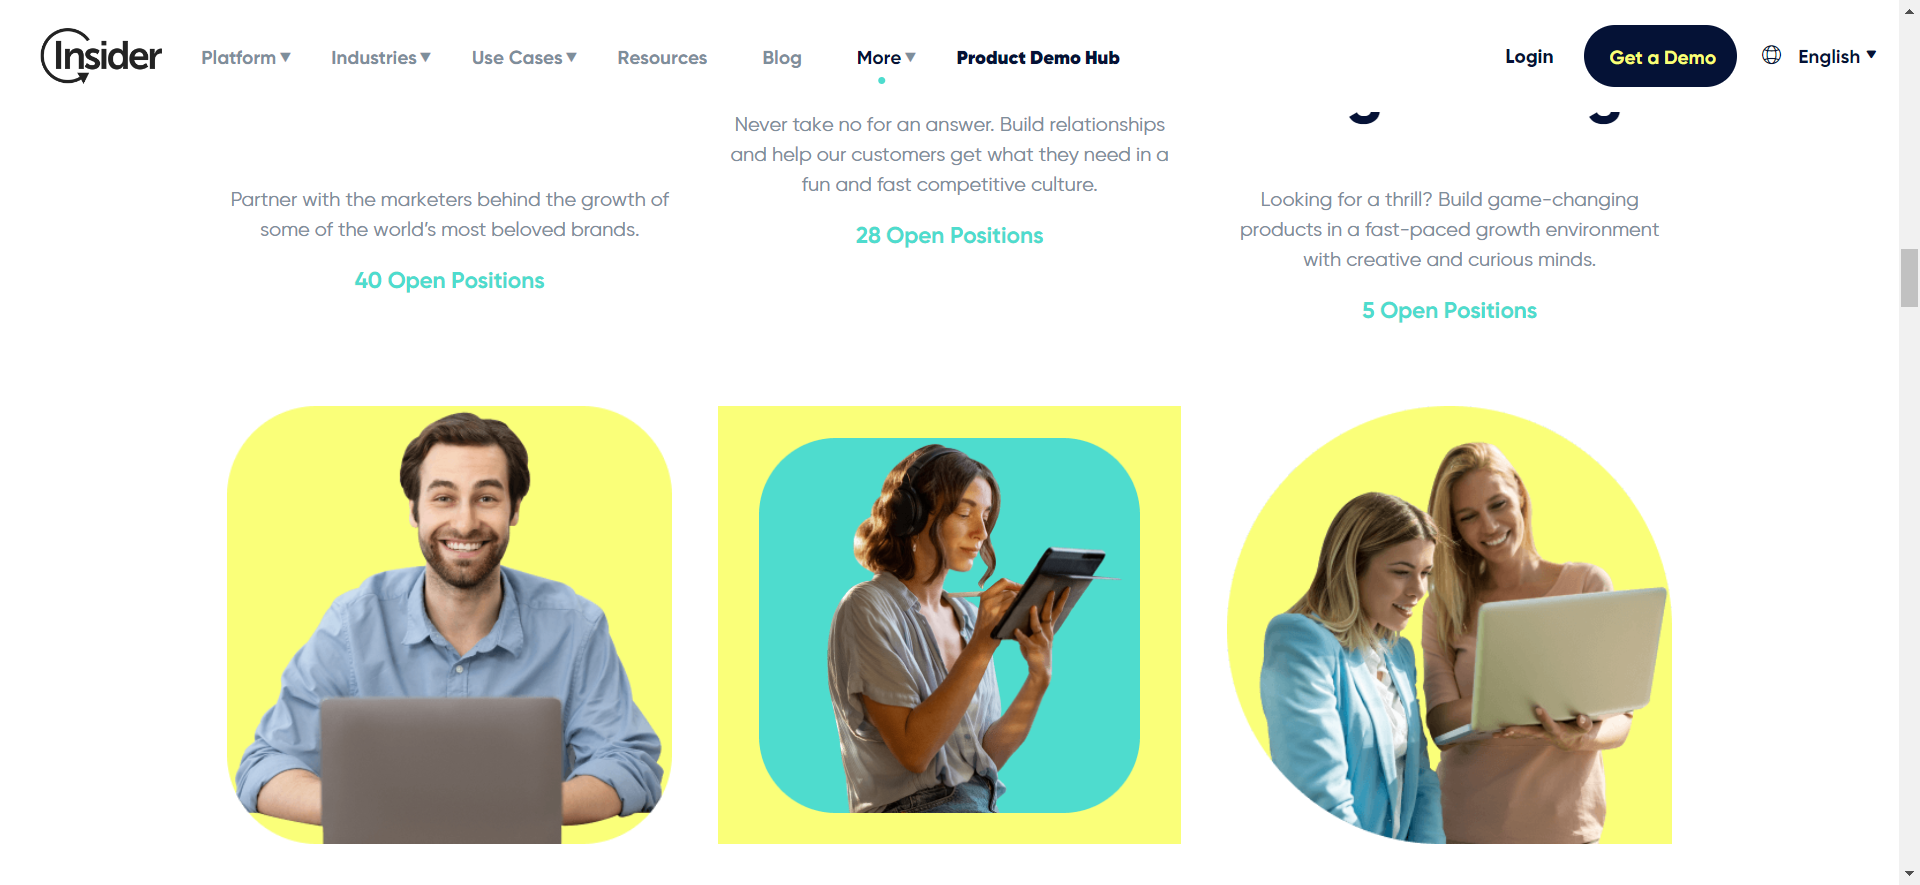 Insider
Platform ▼
Industries ▼
Use Cases ▼
Resources
Blog
More ▼
Product Demo Hub
Login
Get a Demo
English ▼
Partner with the marketers behind the growth of
some of the world’s most beloved brands.
40 Open Positions
Never take no for an answer. Build relationships
and help our customers get what they need in a
fun and fast competitive culture.
28 Open Positions
Looking for a thrill? Build game-changing
products in a fast-paced growth environment
with creative and curious minds.
5 Open Positions